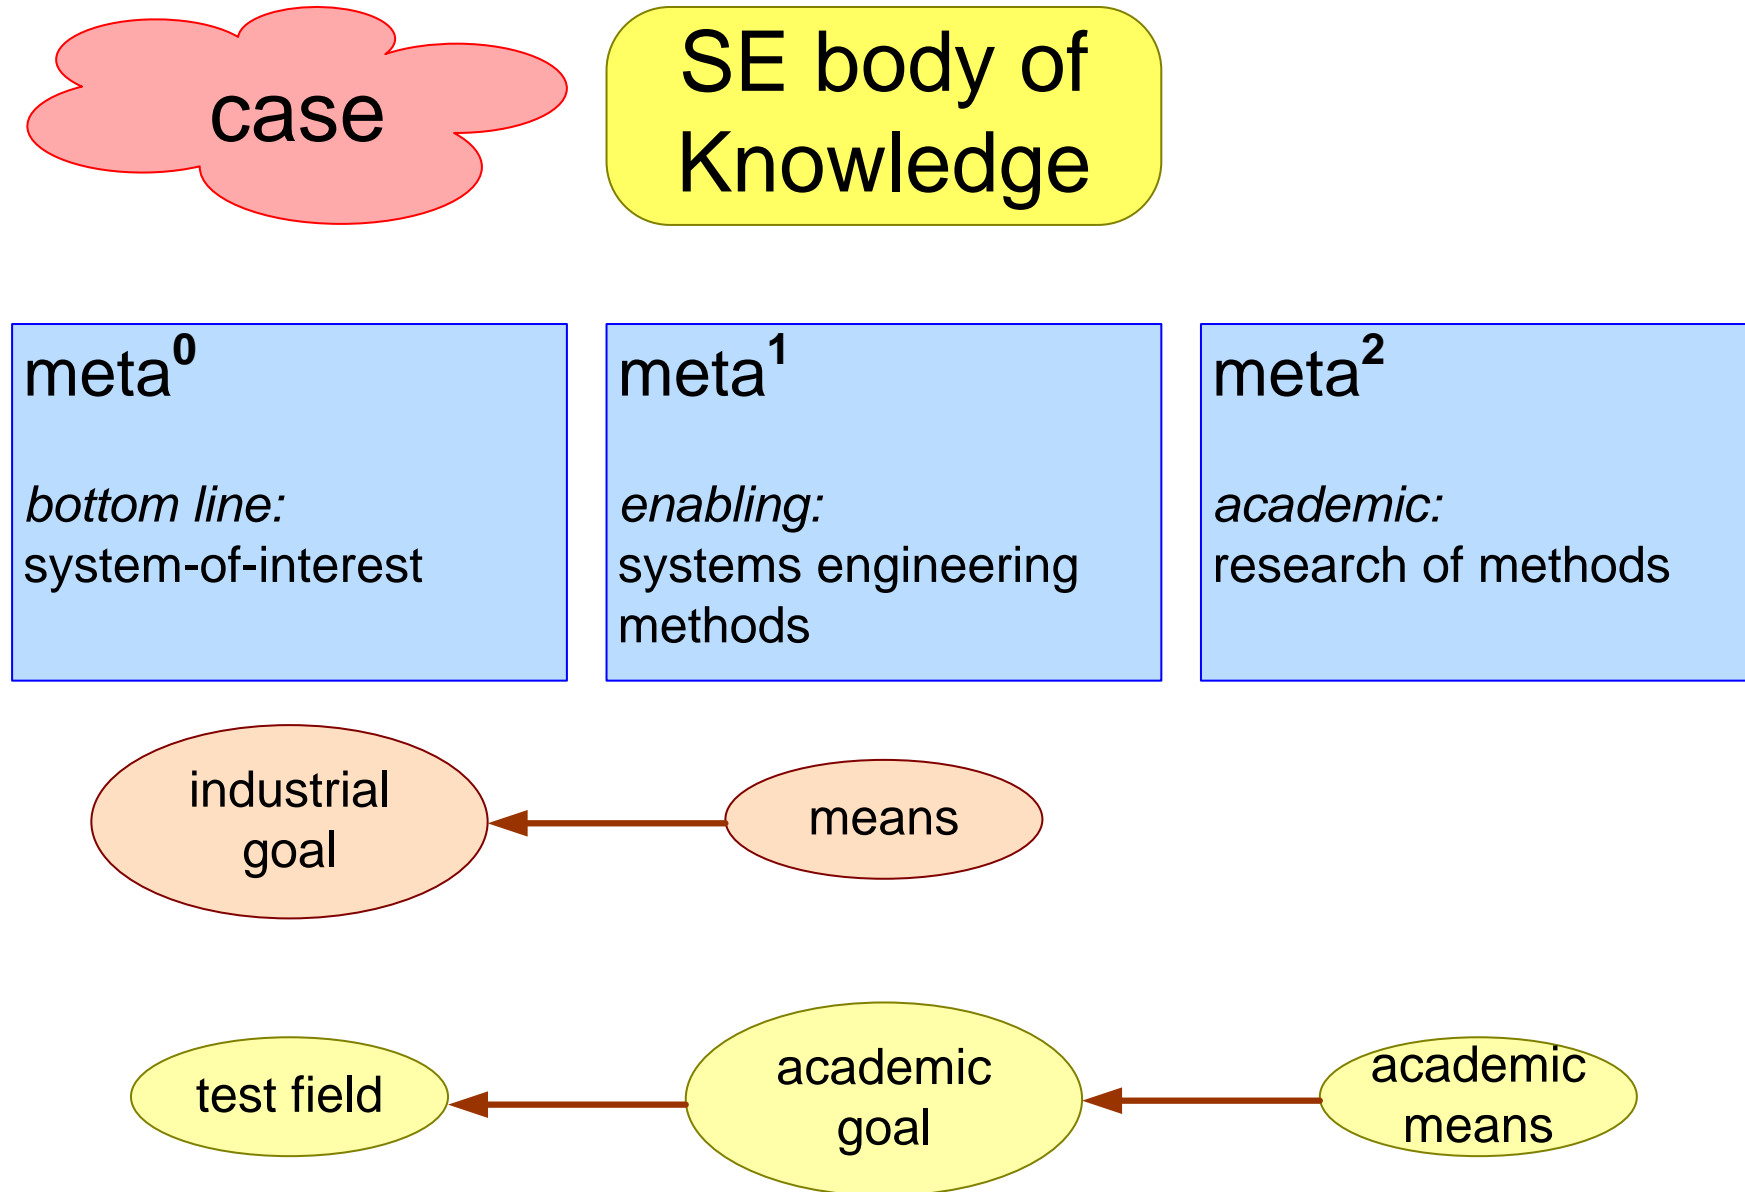 case
SE body of
Knowledge
meta⁰
bottom line:
system-of-interest
meta¹
enabling:
systems engineering
methods
meta²
academic:
research of methods
industrial
goal
means
test field
academic
goal
academic
means